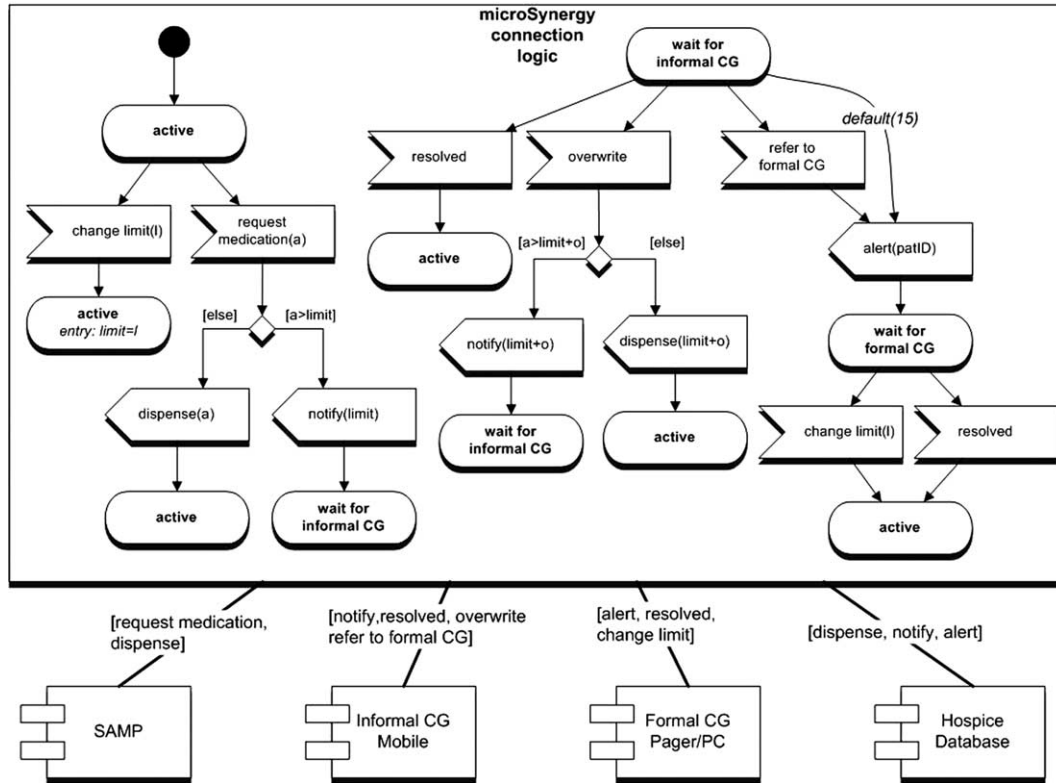 microSynergy
connection
logic
active
change limit(l)
request
medication(a)
active
entry: limit=l
[else]
[a>limit]
dispense(a)
notify(limit)
active
wait for
informal CG
wait for
informal CG
default(15)
resolved
overwrite
refer to
formal CG
active
[a>limit+o]
[else]
alert(patID)
notify(limit+o)
dispense(limit+o)
wait for
formal CG
wait for
informal CG
active
change limit(l)
resolved
active
[request medication,
dispense]
[notify,resolved, overwrite
refer to formal CG]
[alert, resolved,
change limit]
[dispense, notify, alert]
SAMP
Informal CG
Mobile
Formal CG
Pager/PC
Hospice
Database